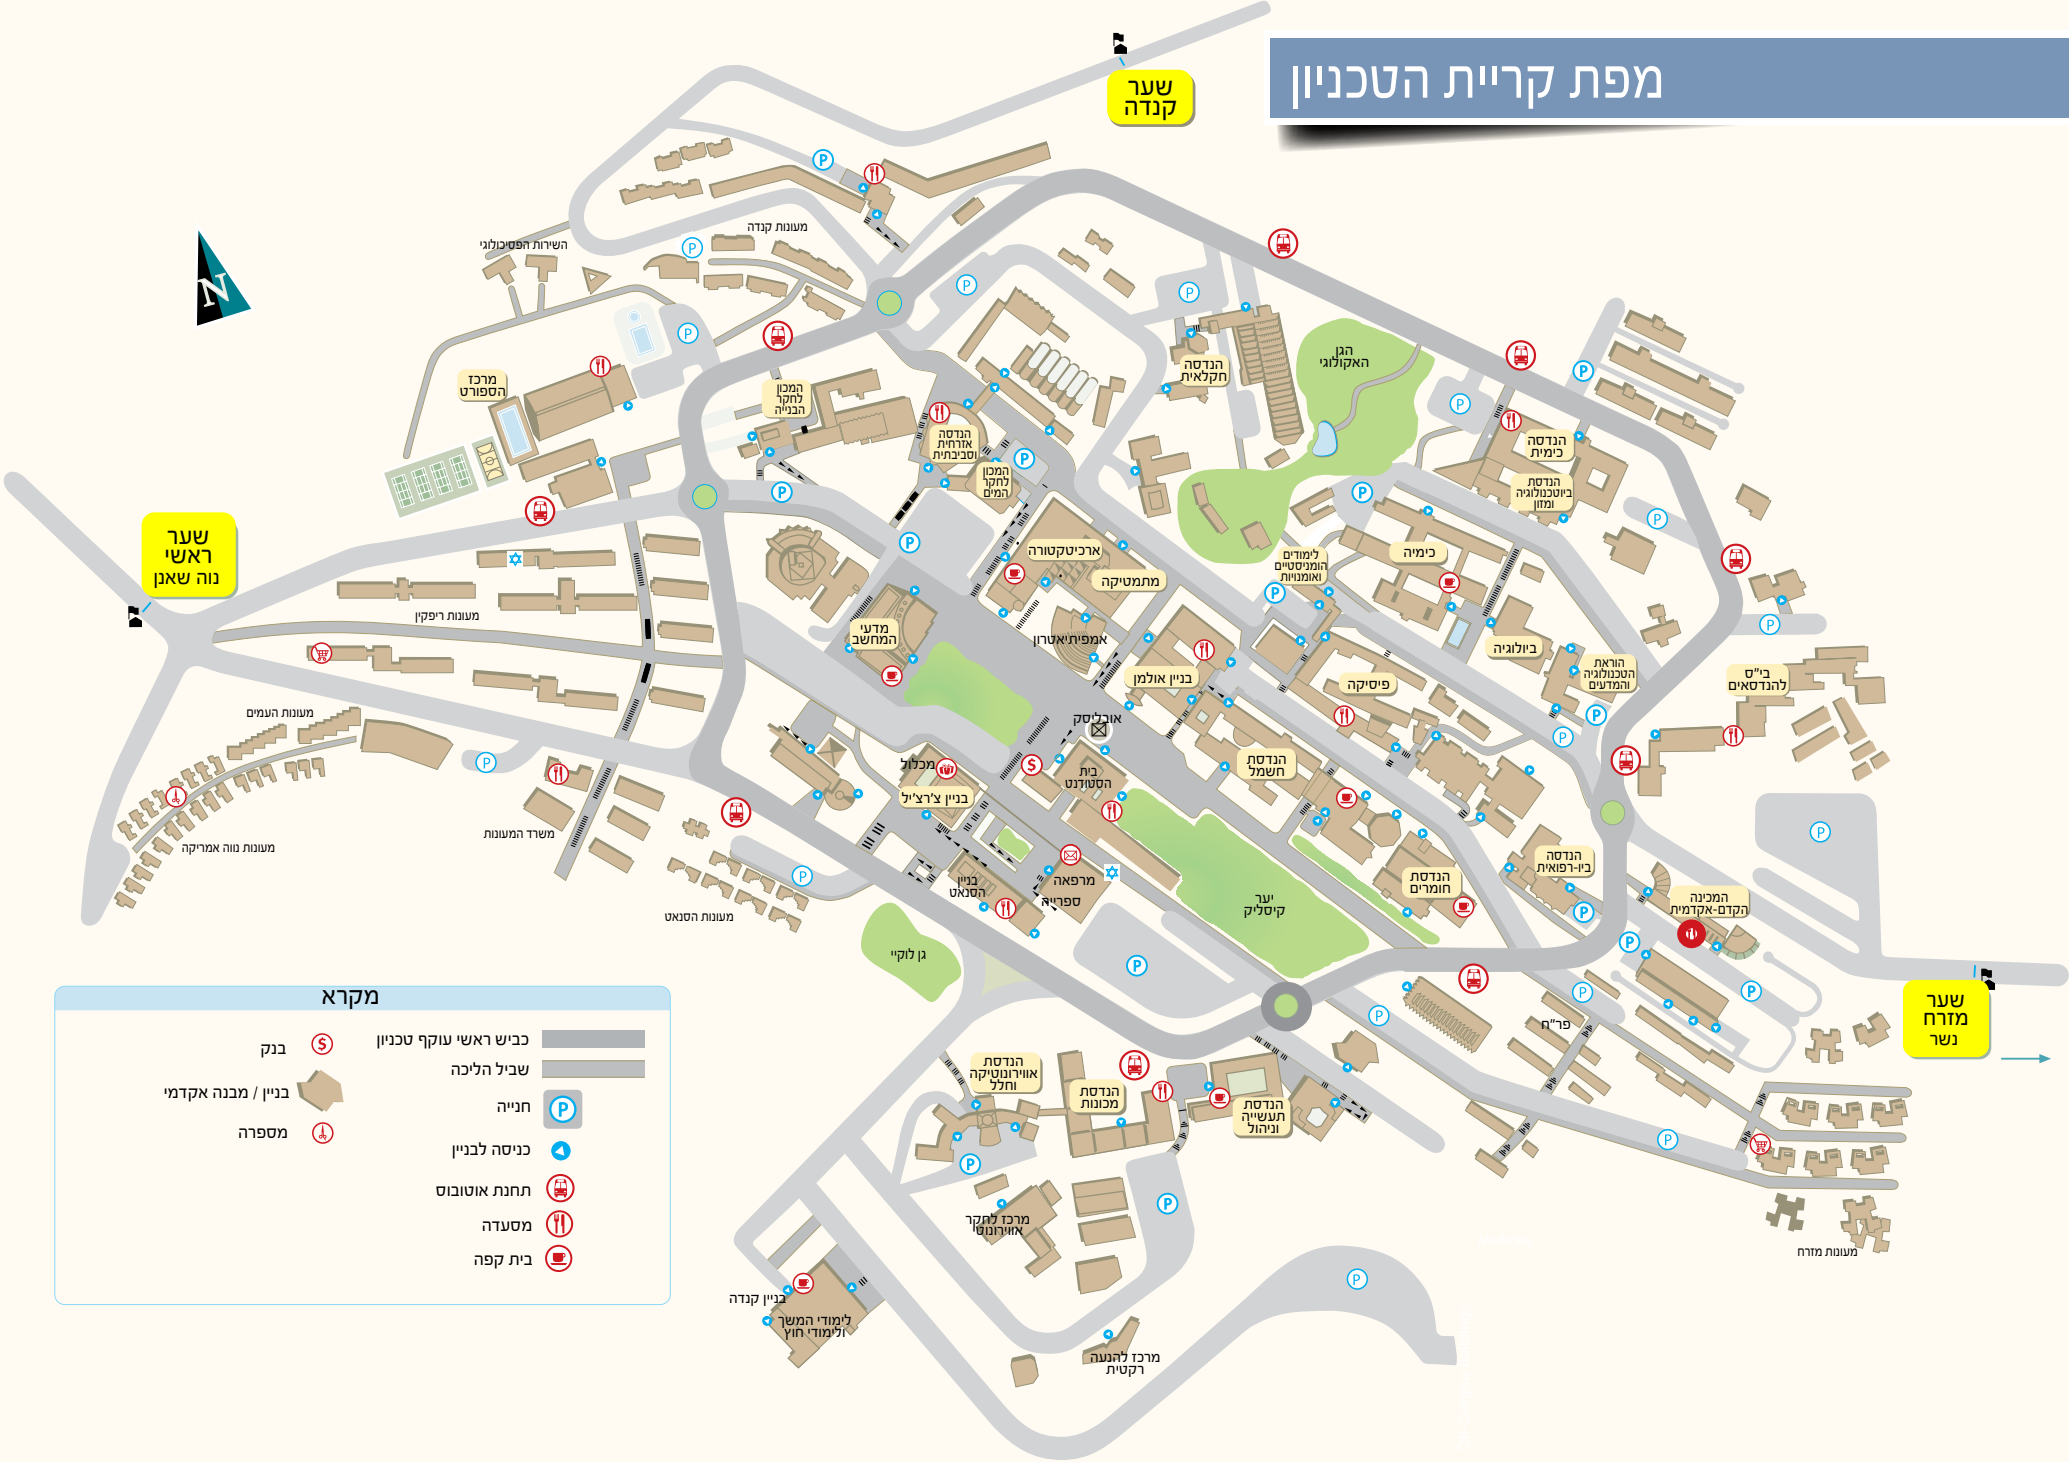 מפת קריית הטכניון
שער
קנדה
P
מעונות קנדה
השירות הפסיכולוגי
P
N
P
P
P
P
הגן
האקולוגי
הנדסה
חקלאית
מרכז
הספורט
המכון
לחקר
הבנייה
P
P
הנדסה
אזרחית
וסביבתית
הנדסה
כימית
P
המכון
לחקר
המים
הנדסת
ביוטכנולוגיה
ומזון
P
P
P
שער
ראשי
נוה שאנן
P
ארכיטקטורה
כימיה
לימודים
הומניסטיים
ואומנויות
מתמטיקה
P
מעונות ריפקין
P
מדעי
המחשב
אמפיתיאטרון
ביולוגיה
הוראת
הטכנולוגיה
והמדעים
בי"ס
להנדסאים
בניין אולמן
פיסיקה
מעונות העמים
אובליסק
P
P
P
מכלול
$
בית
הסטודנט
הנדסת
חשמל
בניין צ'רצ'יל
P
משרד המעונות
מעונות נווה אמריקה
הנדסה
ביו-רפואית
P
בניין
הסנאט
מרפאה
ספרייה
הנדסת
חומרים
המכינה
הקדם-אקדמית
מעונות הסנאט
יער
קיסליק
P
P
גן לוקיי
P
P
P
P
שער
מזרח
נשר
פר"ח
מקרא
כביש ראשי עוקף טכניון
שביל הליכה
P
חנייה
כניסה לבניין
תחנת אוטובוס
מסעדה
בית קפה
$
בנק
בניין / מבנה אקדמי
מספרה
הנדסת
אווירונוטיקה
וחלל
הנדסת
מכונות
הנדסת
תעשייה
וניהול
P
P
P
מרכז לחקר
אווירונוטי
מעונות מזרח
P
בניין קנדה
לימודי המשך
ולימודי חוץ
מרכז להנעה
רקטית